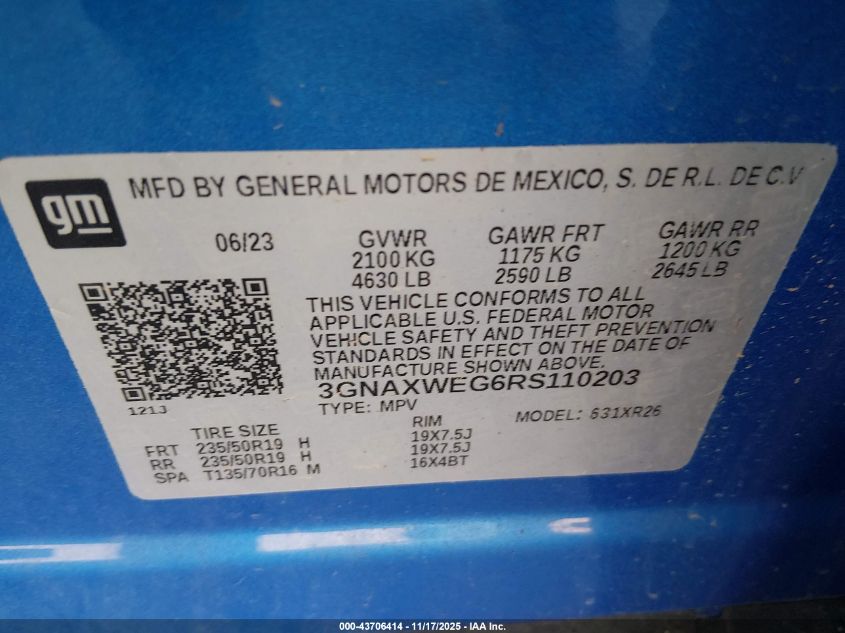 gm
MFD BY GENERAL MOTORS DE MEXICO, S. DE R.L. DE C.V
06/23
GVWR
2100 KG
4630 LB
GAWR FRT
1175 KG
2590 LB
GAWR RR
1200 KG
2645 LB
THIS VEHICLE CONFORMS TO ALL
APPLICABLE U.S. FEDERAL MOTOR
VEHICLE SAFETY AND THEFT PREVENTION
STANDARDS IN EFFECT ON THE DATE OF
MANUFACTURE SHOWN ABOVE.
3GNAXWEG6RS110203
121J
TYPE: MPV
MODEL: 631XR26
TIRE SIZE
RIM
FRT 235/50R19 H 19X7.5J
RR 235/50R19 H 19X7.5J
SPA T135/70R16 M 16X4BT
000-43706414 - 11/17/2025 - IAA Inc.